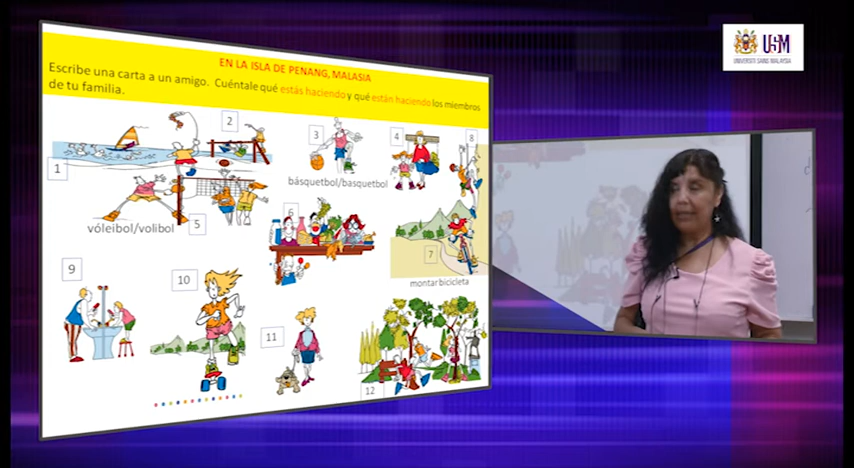 EN LA ISLA DE PENANG, MALASIA
Escribe una carta a un amigo. Cuéntale qué estás haciendo y qué están haciendo los miembros
de tu familia.
1
2
3
4
8
básquetbol/basquetbol
vóleibol/volibol
5
6
7
montar bicicleta
9
10
11
12
USM
UNIVERSITI SAINS MALAYSIA